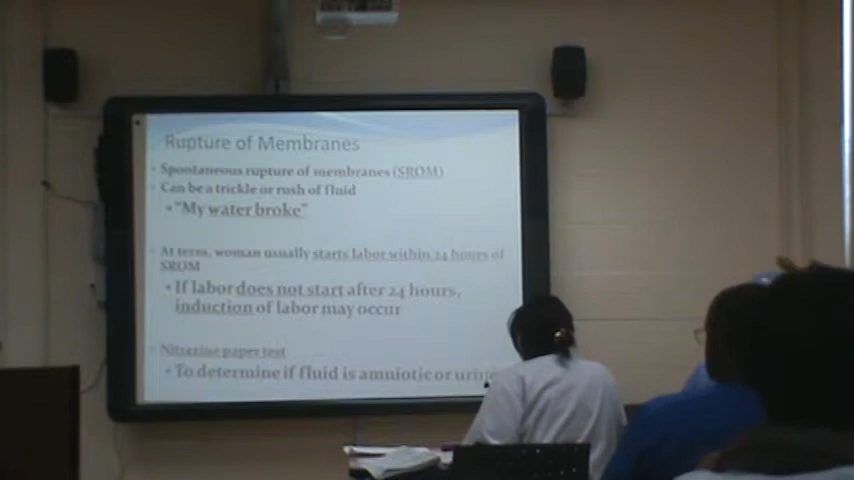 Rupture of Membranes
Spontaneous rupture of membranes (SROM)
Can be a trickle or rush of fluid
"My water broke"
At term, woman usually starts labor within 24 hours of
SROM
If labor does not start after 24 hours,
induction of labor may occur
Nitrazine paper test
To determine if fluid is amniotic or urine